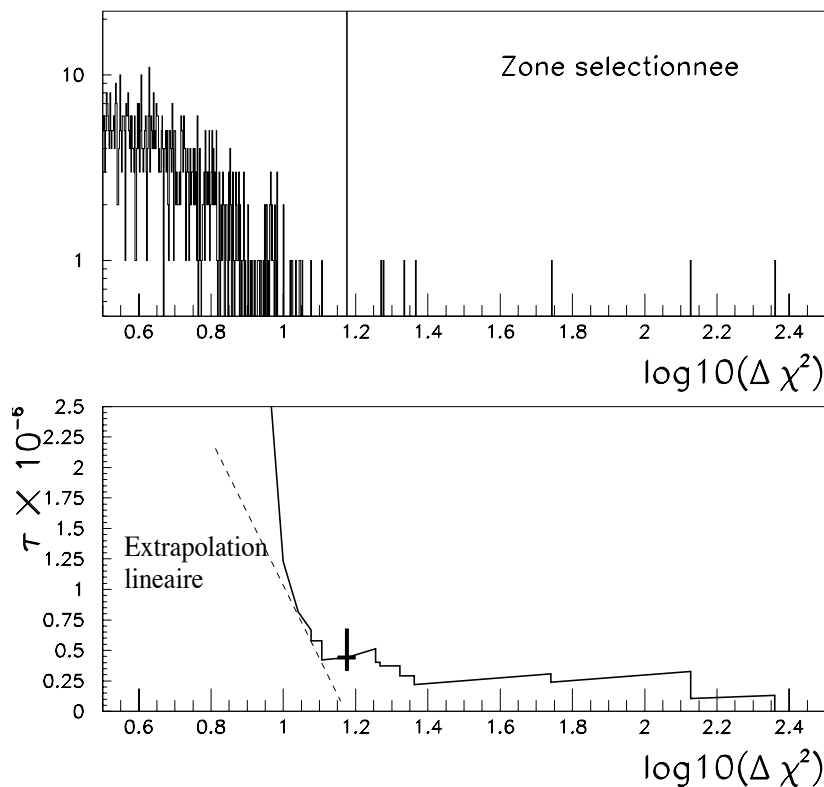 10
1
Zone selectionnee
0.6 0.8 1 1.2 1.4 1.6 1.8 2 2.2 2.4
log10(Δ χ²)
τ × 10⁻⁶
2.5
2.25
2
1.75
1.5
1.25
1
0.75
0.5
0.25
0
Extrapolation
lineaire
0.6 0.8 1 1.2 1.4 1.6 1.8 2 2.2 2.4
log10(Δ χ²)